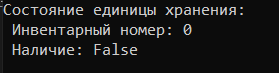 Состояние единицы хранения:
Инвентарный номер: 0
Наличие: False